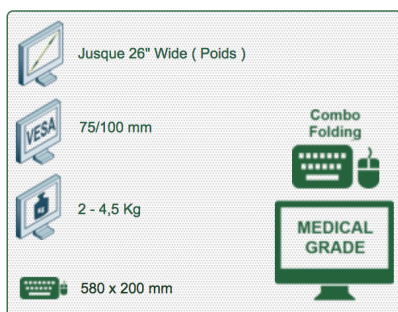 Jusque 26" Wide ( Poids )
VESA
75/100 mm
Combo
Folding
KG
2 - 4,5 Kg
MEDICAL
GRADE
580 x 200 mm